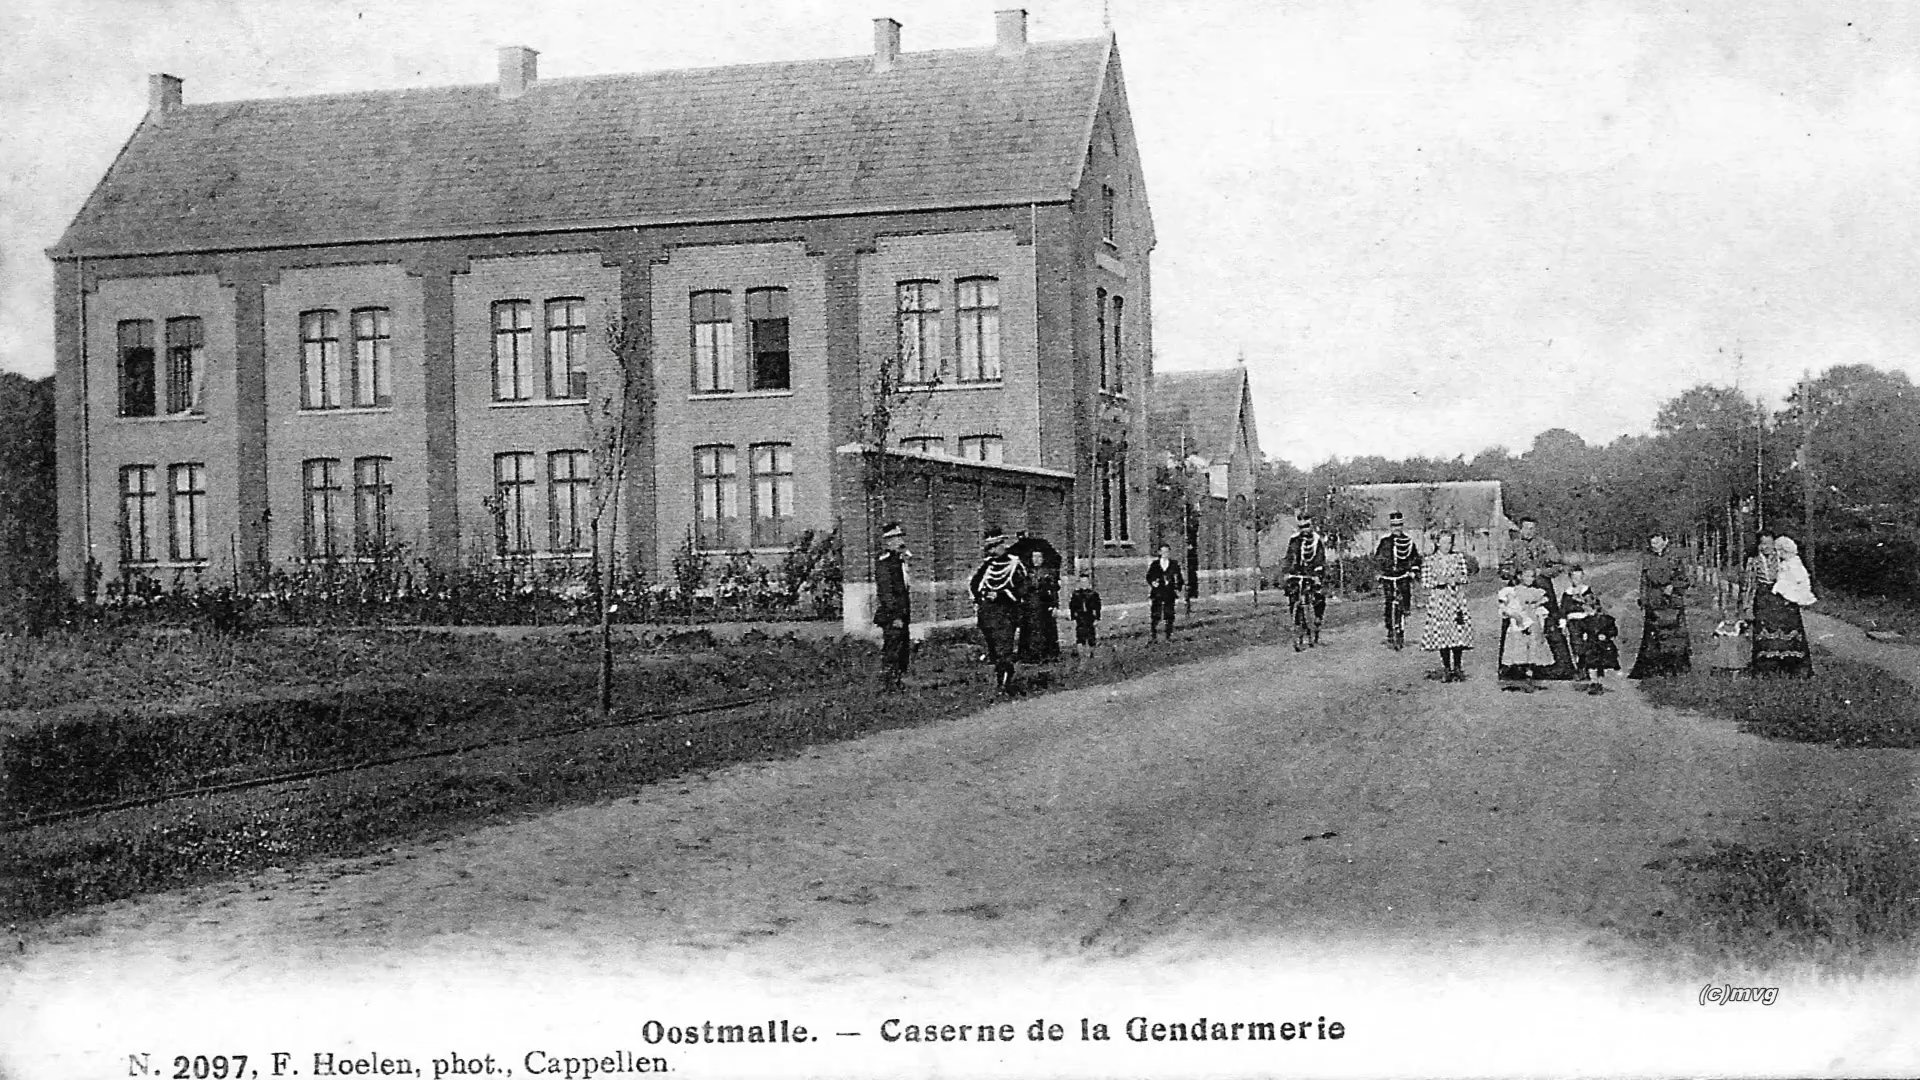 (c)mvg
Oostmalle. — Caserne de la Gendarmerie
N. 2097, F. Hoelen, phot., Cappellen.